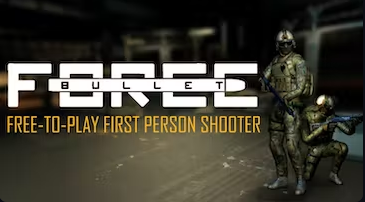 BULLET
FORCE
FREE-TO-PLAY FIRST PERSON SHOOTER